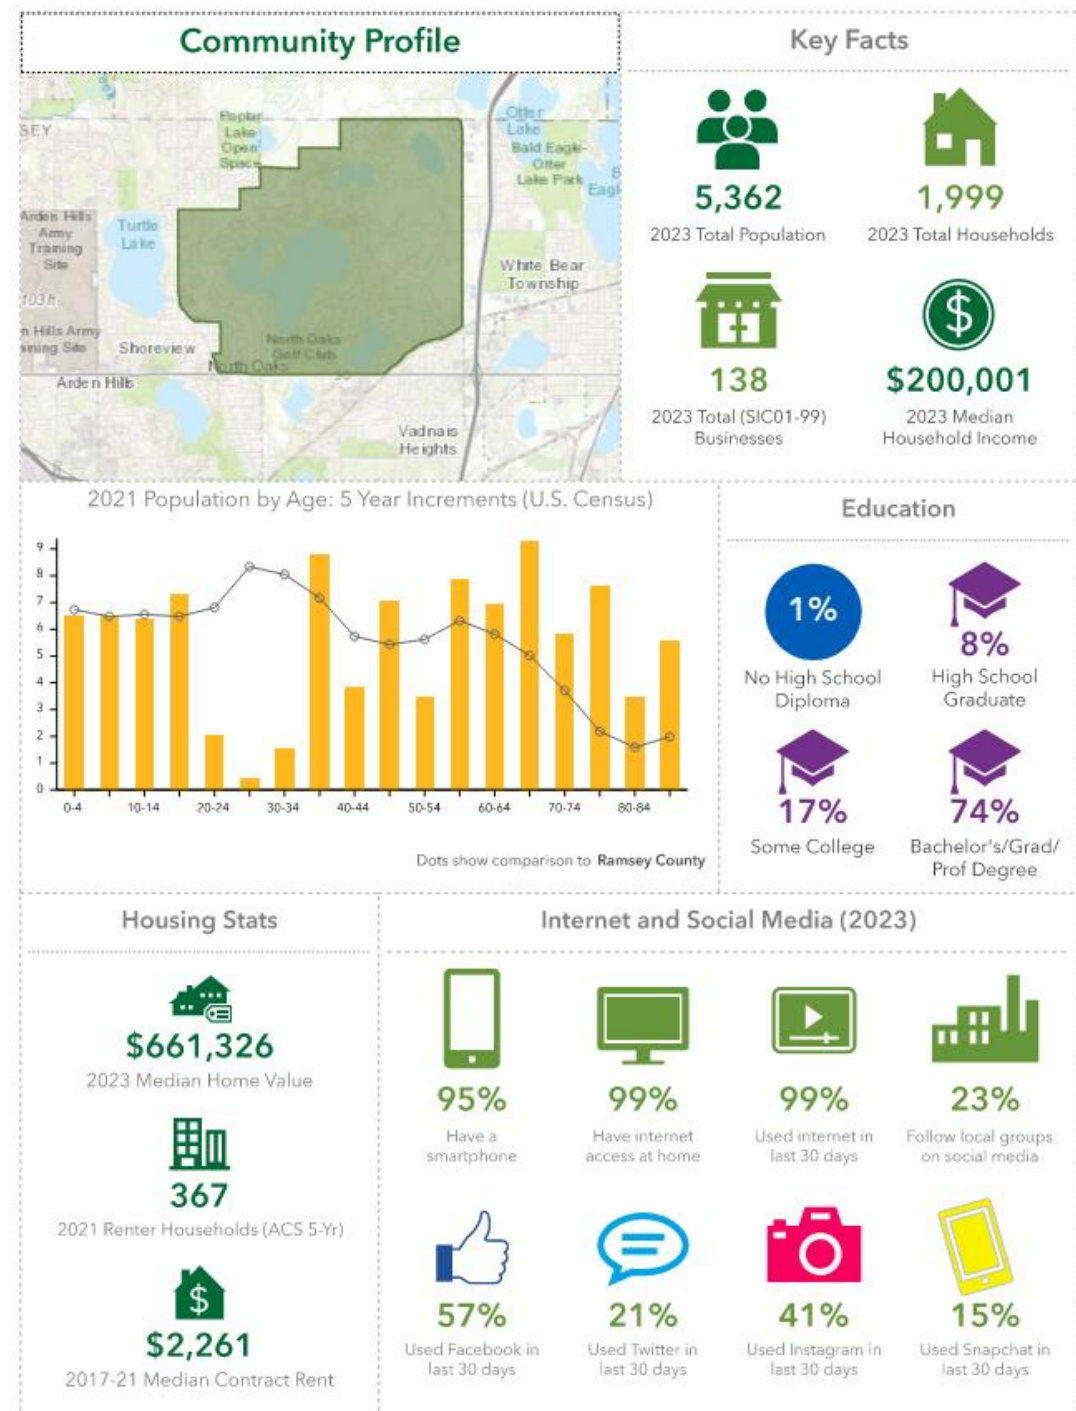 Community Profile
SEY
Poplar
Lake
Open
Space
Otter
Lake
Bald Eagle-
Otter
Lake Park
Eagl
Arden Hills
Army
Training
Site
Turtle
Lake
White Bear
Township
103 ft
n Hills Army
Site
Shoreview
North Oaks
Golf Club
North Oaks
Arden Hills
Vadnais
Heights
Key Facts
5,362
2023 Total Population
1,999
2023 Total Households
138
2023 Total (SIC01-99)
Businesses
$200,001
2023 Median
Household Income
2021 Population by Age: 5 Year Increments (U.S. Census)
9
8
7
6
5
4
3
2
1
0
0-4 10-14 20-24 30-34 40-44 50-54 60-64 70-74 80-84
Dots show comparison to Ramsey County
Education
1%
No High School
Diploma
8%
High School
Graduate
17%
Some College
74%
Bachelor's/Grad/
Prof Degree
Housing Stats
$661,326
2023 Median Home Value
367
2021 Renter Households (ACS 5-Yr)
$2,261
2017-21 Median Contract Rent
Internet and Social Media (2023)
95%
Have a
smartphone
99%
Have internet
access at home
99%
Used internet in
last 30 days
23%
Follow local groups
on social media
57%
Used Facebook in
last 30 days
21%
Used Twitter in
last 30 days
41%
Used Instagram in
last 30 days
15%
Used Snapchat in
last 30 days